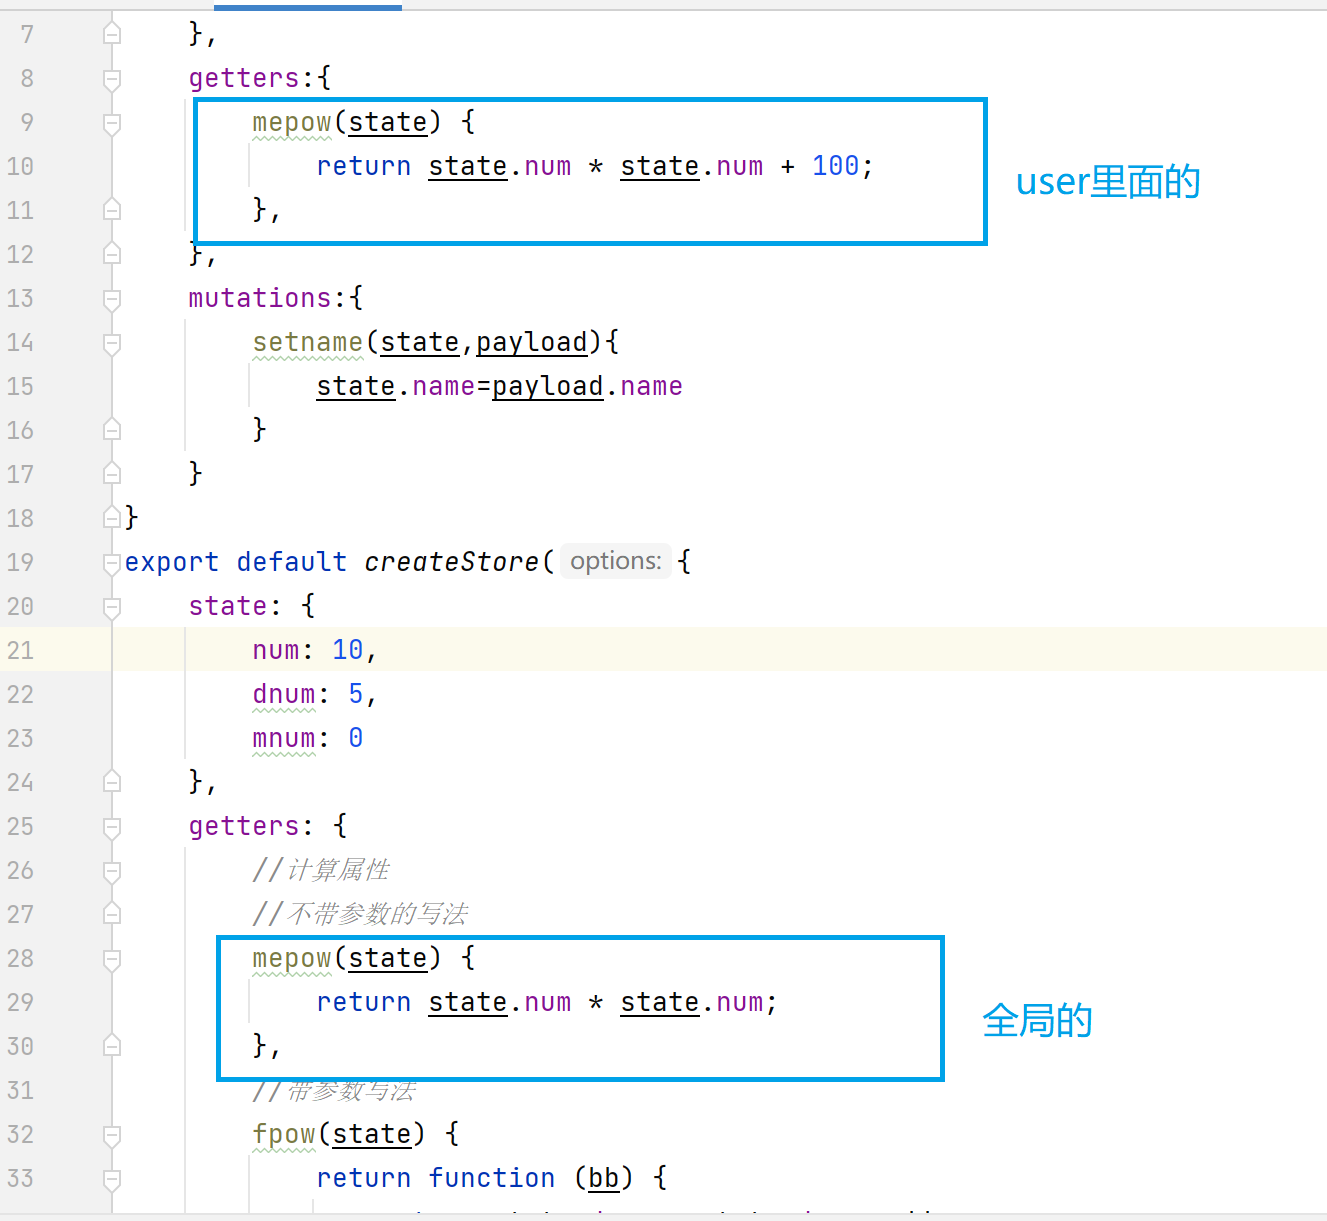 7 },
8 getters:{
9 mepow(state) {
10 return state.num * state.num + 100;
11 },
user里面的
12 },
13 mutations:{
14 setname(state,payload){
15 state.name=payload.name
16 }
17 }
18 }
19 export default createStore( options: {
20 state: {
21 num: 10,
22 dnum: 5,
23 mnum: 0
24 },
25 getters: {
26 //计算属性
27 //不带参数的写法
28 mepow(state) {
29 return state.num * state.num;
全局的
30 },
31 //带参数写法
32 fpow(state) {
33 return function (bb) {